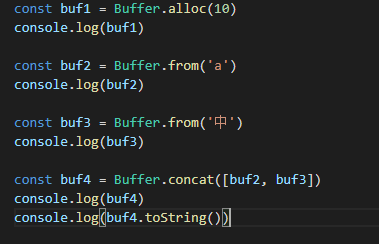 const buf1 = Buffer.alloc(10)
console.log(buf1)
const buf2 = Buffer.from('a')
console.log(buf2)
const buf3 = Buffer.from('中')
console.log(buf3)
const buf4 = Buffer.concat([buf2, buf3])
console.log(buf4)
console.log(buf4.toString())